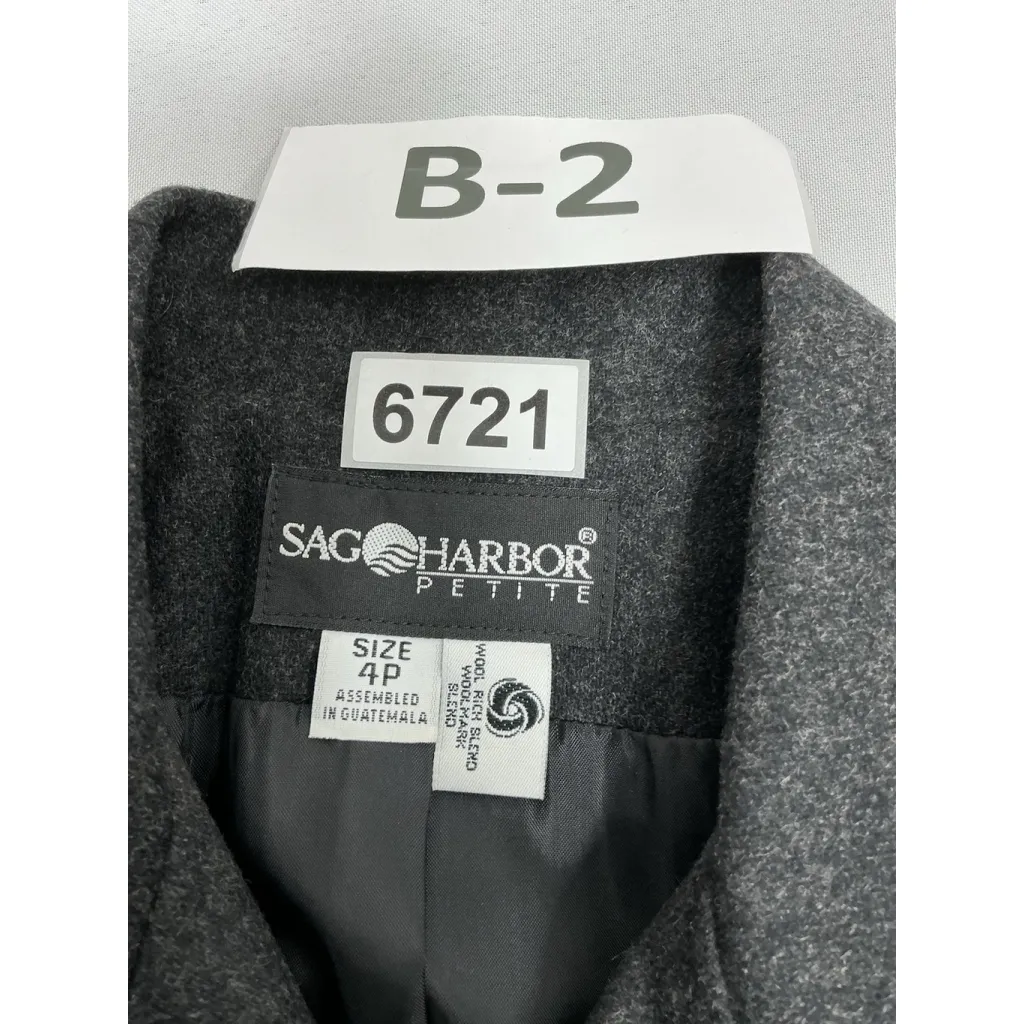 B-2
6721
SAG HARBOR®
PETITE
SIZE
4P
ASSEMBLED
IN GUATEMALA
WOOL RICH BLEND
WOOLMARK
BLEND